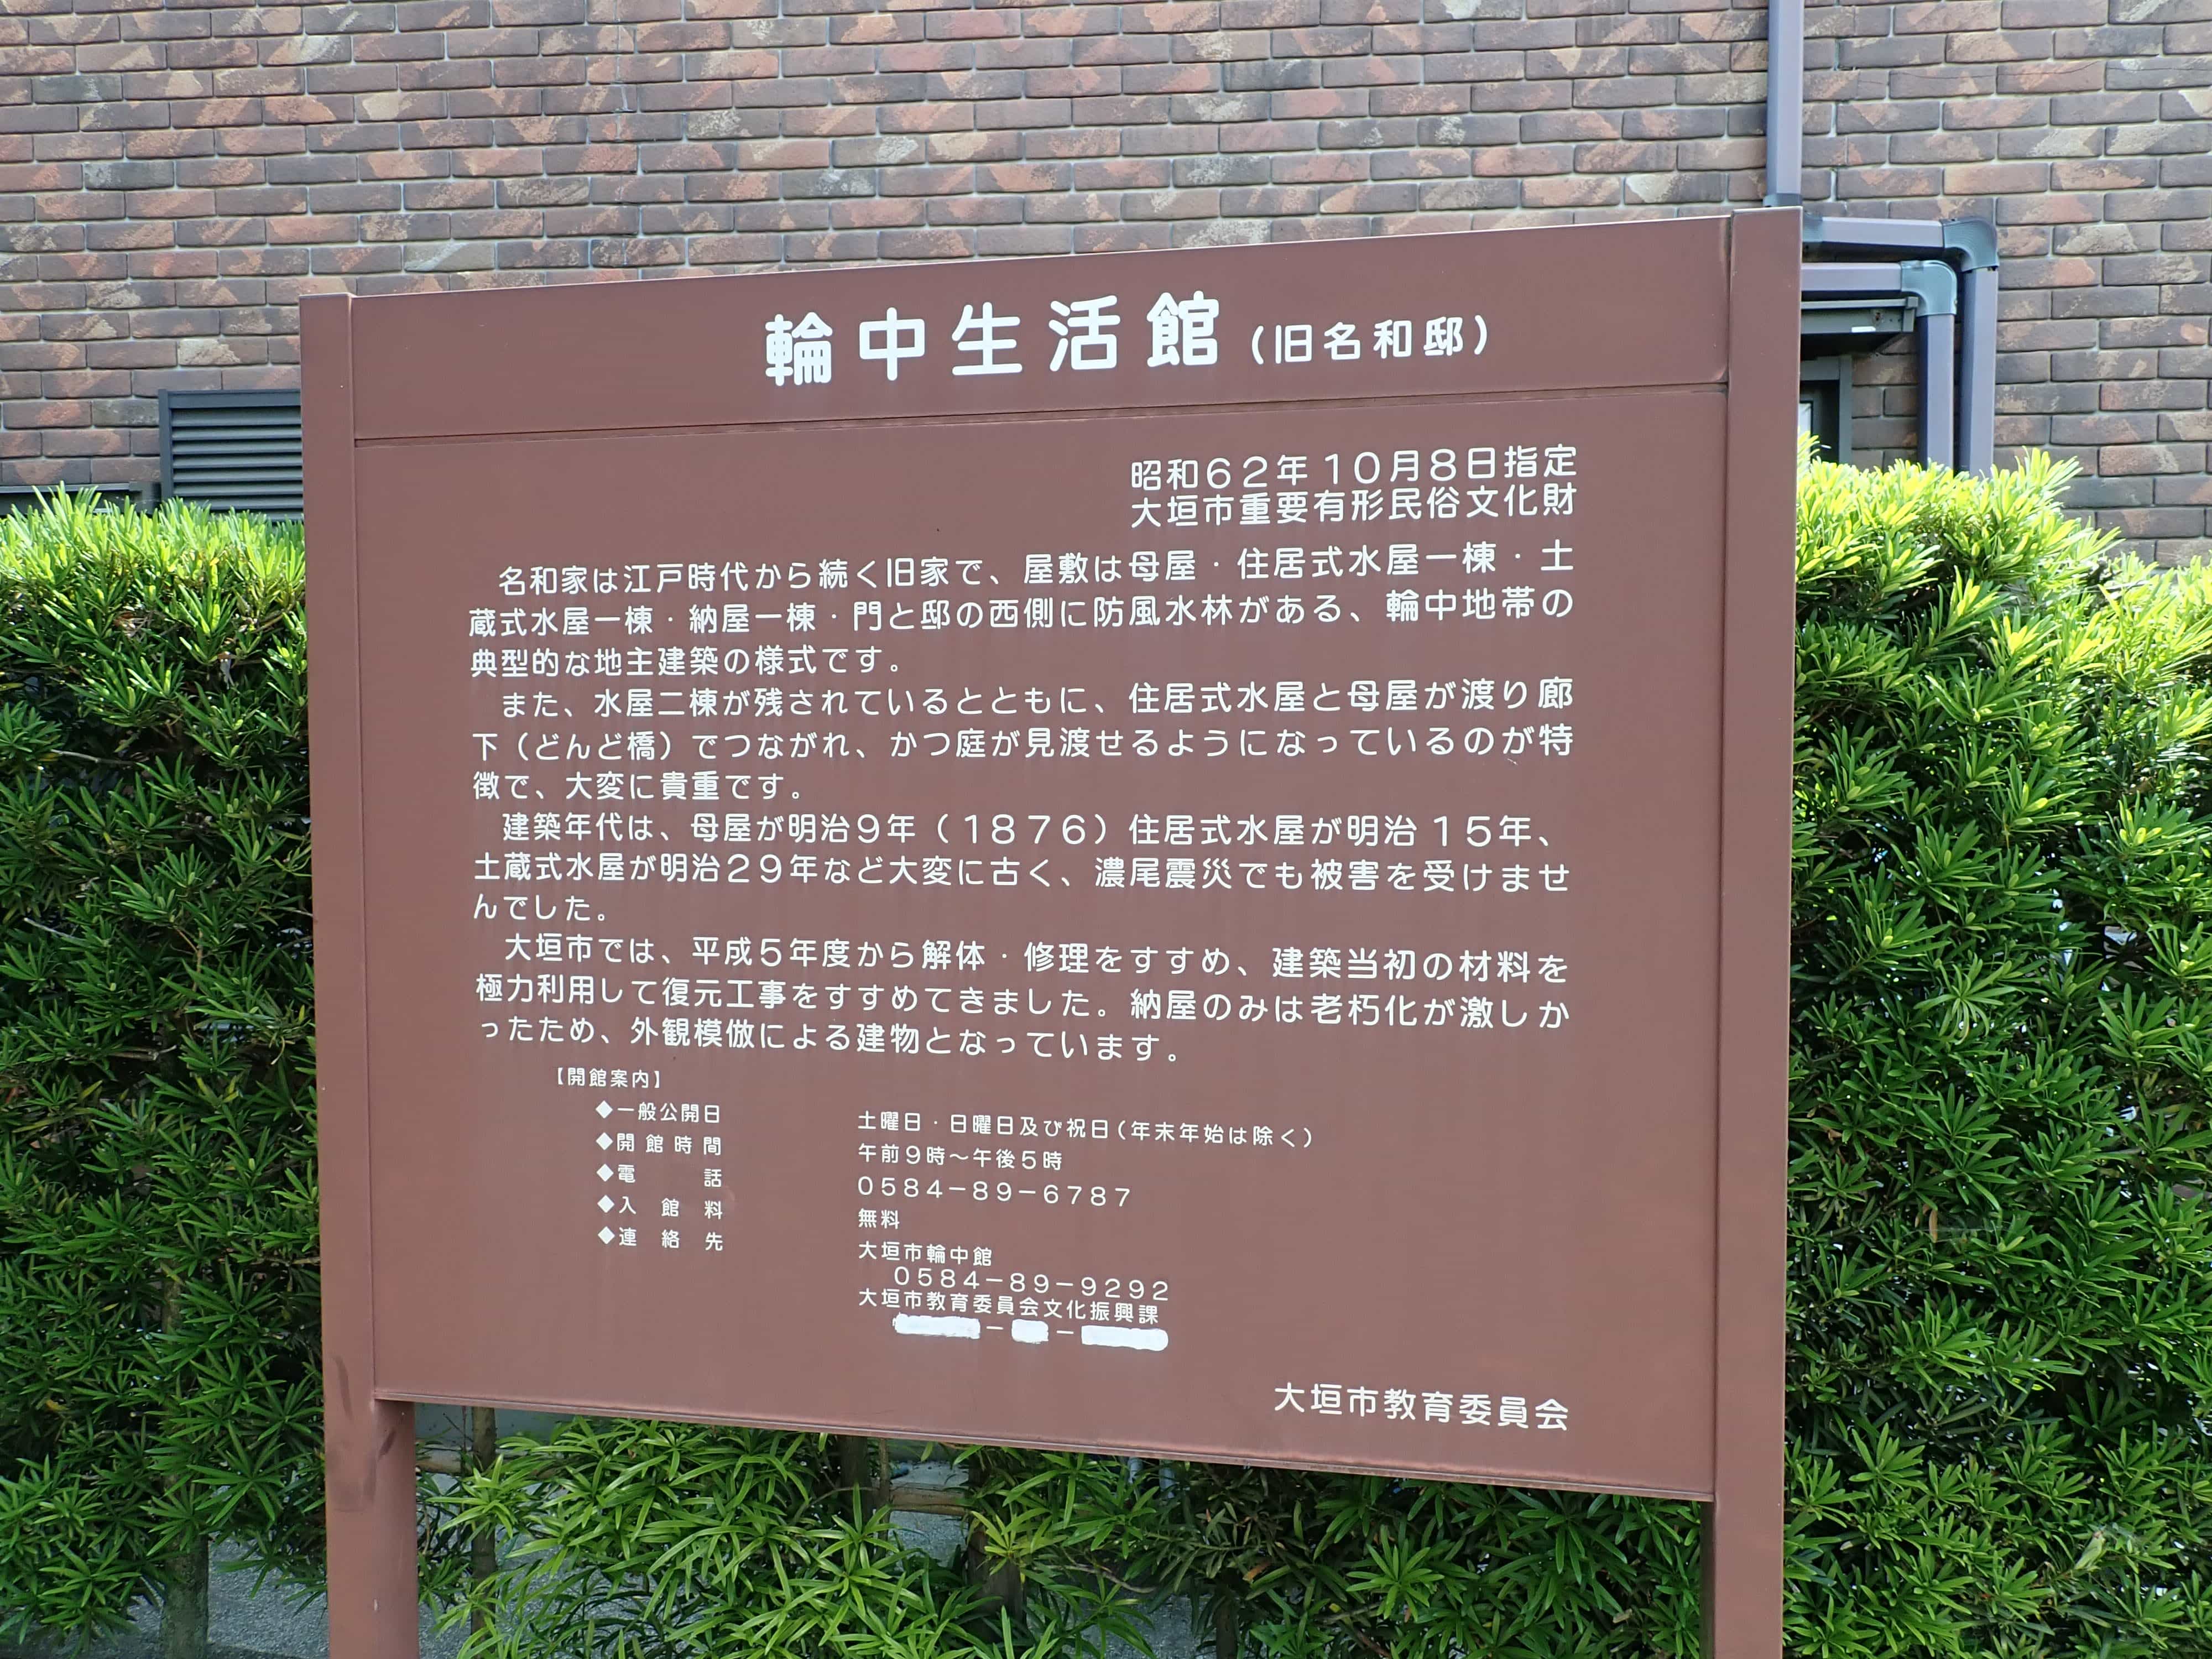 輪中生活館(旧名和邸)
昭和62年10月8日指定
大垣市重要有形民俗文化財
名和家は江戸時代から続く旧家で、屋敷は母屋・住居式水屋一棟・土
蔵式水屋一棟・納屋一棟・門と邸の西側に防風水林がある、輪中地帯の
典型的な地主建築の様式です。
また、水屋二棟が残されているとともに、住居式水屋と母屋が渡り廊
下(どんど橋)でつながれ、かつ庭が見渡せるようになっているのが特
徴で、大変に貴重です。
建築年代は、母屋が明治9年(1876)住居式水屋が明治15年、
土蔵式水屋が明治29年など大変に古く、濃尾震災でも被害を受けませ
んでした。
大垣市では、平成5年度から解体・修理をすすめ、建築当初の材料を
極力利用して復元工事をすすめてきました。納屋のみは老朽化が激しか
ったため、外観模倣による建物となっています。
【開館案内】
◆一般公開日 土曜日・日曜日及び祝日(年末年始は除く)
◆開館時間 午前9時~午後5時
◆電話 0584-89-6787
◆入館料 無料
◆連絡先 大垣市輪中館
0584-89-9292
大垣市教育委員会文化振興課
大垣市教育委員会